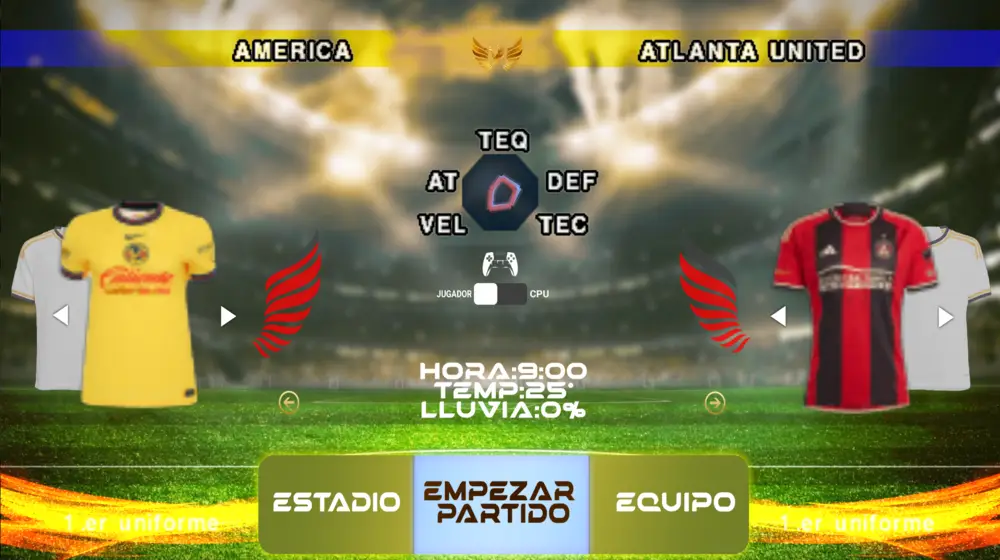 AMERICA
ATLANTA UNITED
TEQ
AT
DEF
VEL
TEC
JUGADOR
CPU
HORA:9:00
TEMP:25°
LLUVIA:0%
ESTADIO
EMPEZAR
PARTIDO
EQUIPO
1.er uniforme
1.er uniforme